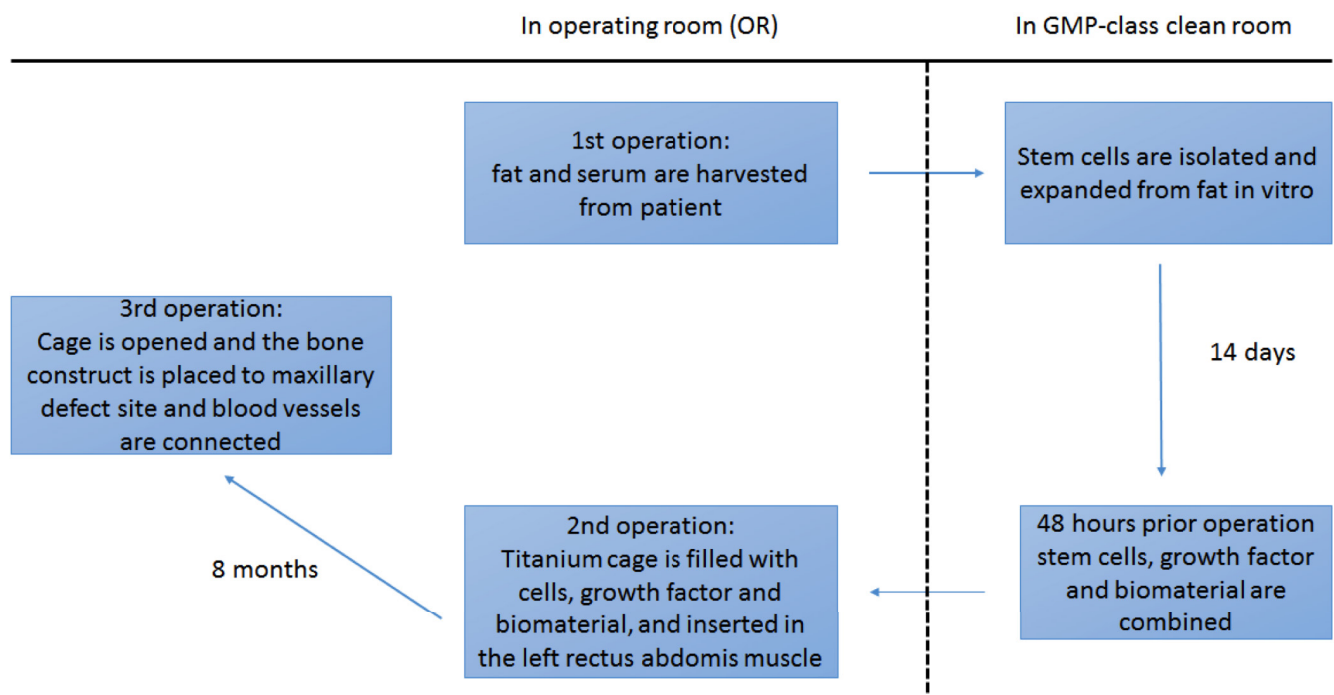 In operating room (OR)
In GMP-class clean room
1st operation:
fat and serum are harvested
from patient
Stem cells are isolated and
expanded from fat in vitro
14 days
48 hours prior operation
stem cells, growth factor
and biomaterial are
combined
2nd operation:
Titanium cage is filled with
cells, growth factor and
biomaterial, and inserted in
the left rectus abdomis muscle
8 months
3rd operation:
Cage is opened and the bone
construct is placed to maxillary
defect site and blood vessels
are connected